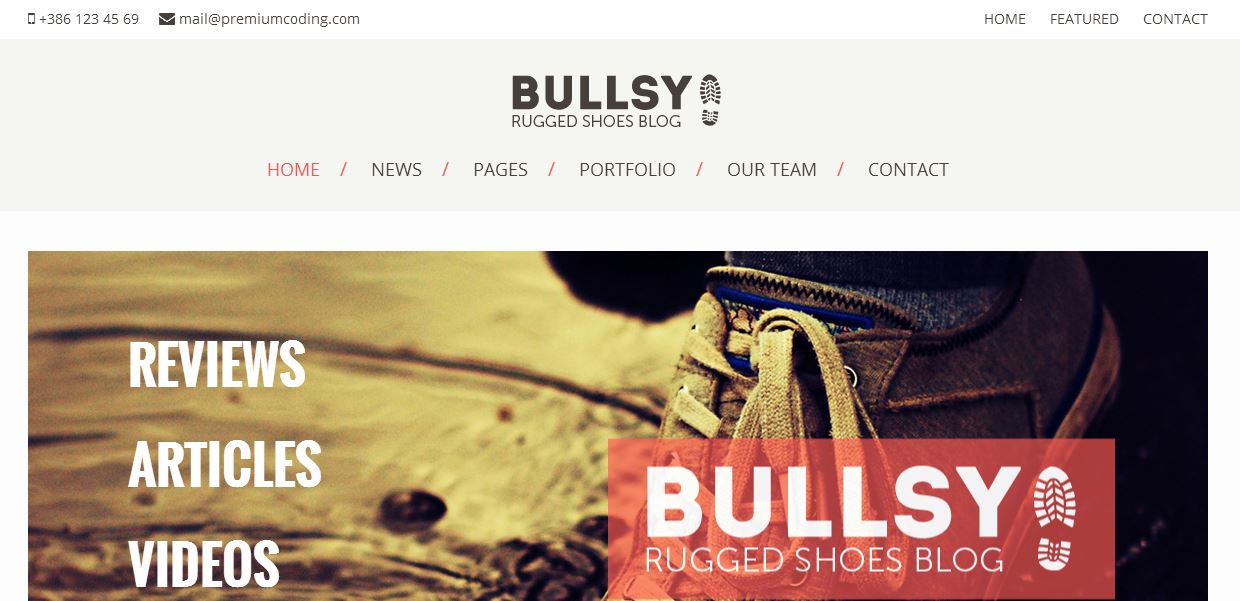 +386 123 45 69 mail@premiumcoding.com HOME FEATURED CONTACT
BULLSY
RUGGED SHOES BLOG
HOME / NEWS / PAGES / PORTFOLIO / OUR TEAM / CONTACT
REVIEWS
ARTICLES
VIDEOS
BULLSY
RUGGED SHOES BLOG